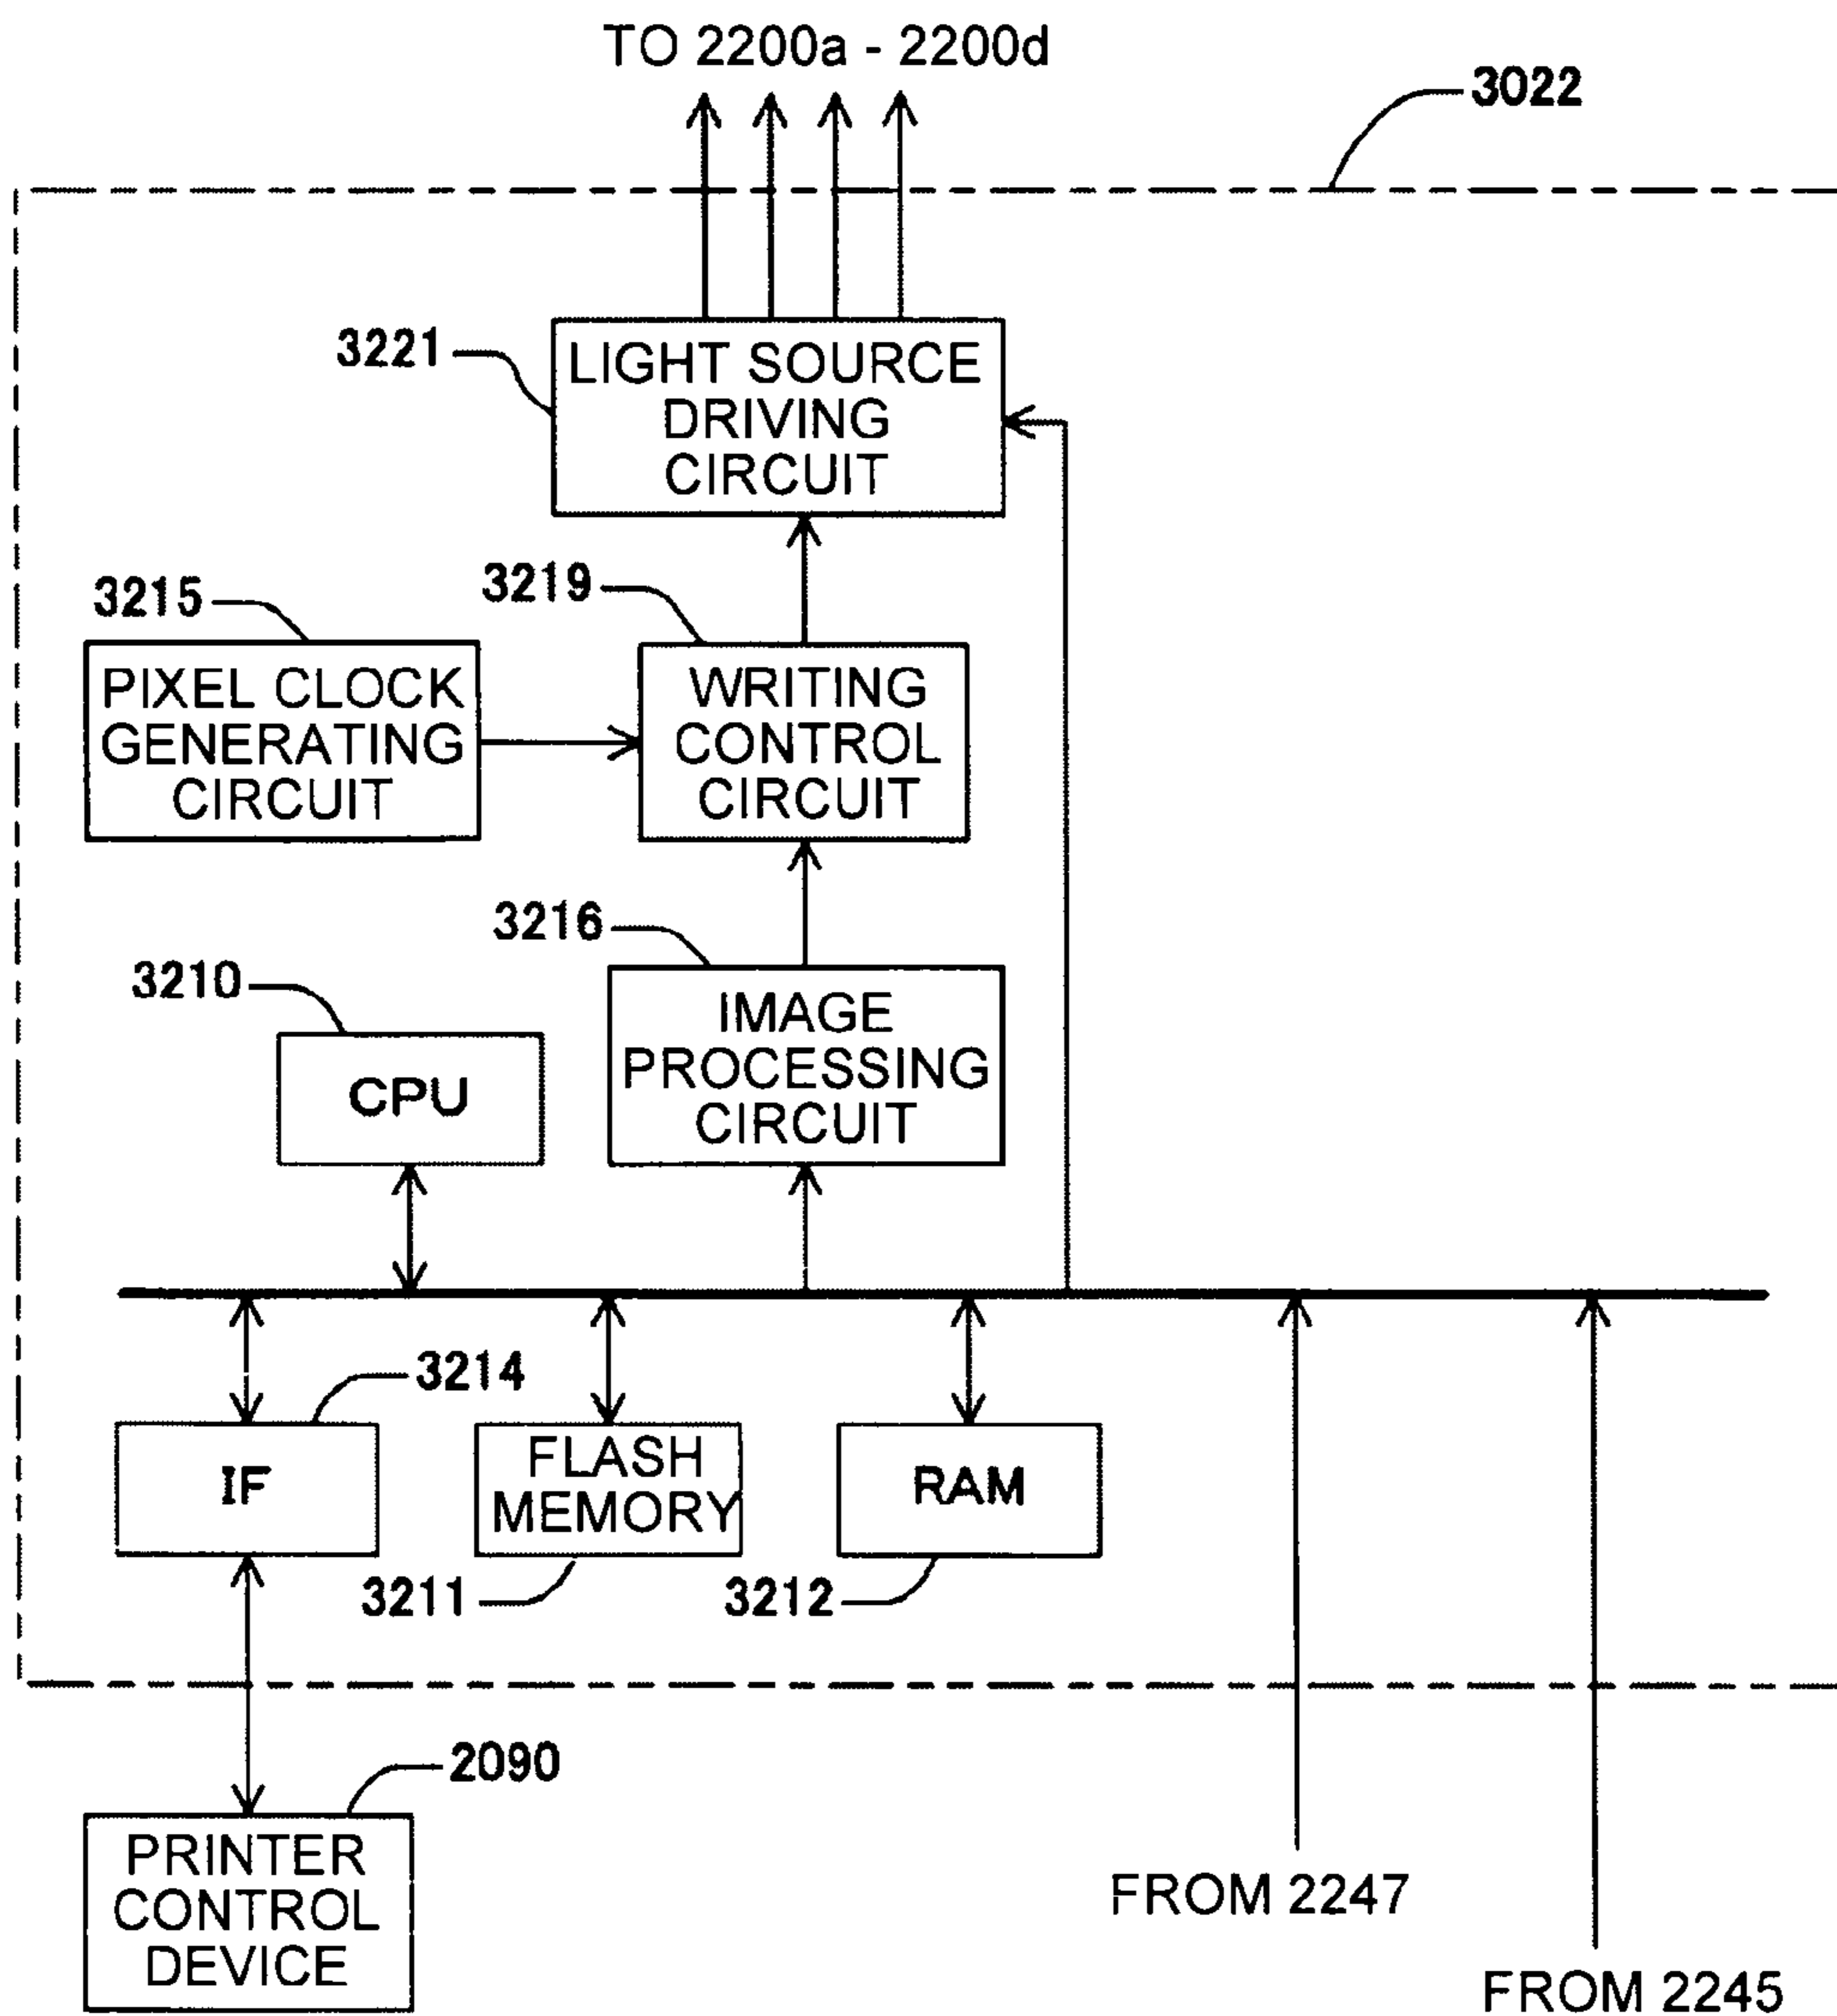 TO 2200a - 2200d
3022
3221
LIGHT SOURCE
DRIVING
CIRCUIT
3215
3219
PIXEL CLOCK
GENERATING
CIRCUIT
WRITING
CONTROL
CIRCUIT
3216
3210
IMAGE
PROCESSING
CIRCUIT
CPU
3214
IF
FLASH
MEMORY
RAM
3211
3212
2090
PRINTER
CONTROL
DEVICE
FROM 2247
FROM 2245